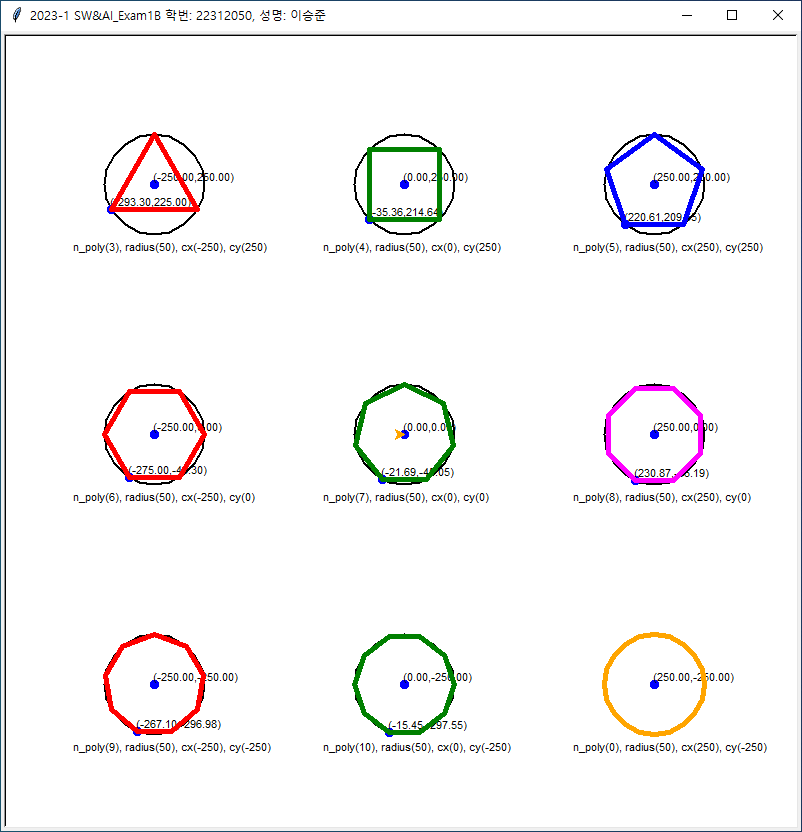 2023-1 SW&AI_Exam1B 학번: 22312050, 성명: 이승준
(-250.00,250.00)
(-293.30,225.00)
n_poly(3), radius(50), cx(-250), cy(250)
(0.00,250.00)
(-35.36,214.64)
n_poly(4), radius(50), cx(0), cy(250)
(250.00,250.00)
(220.61,209.55)
n_poly(5), radius(50), cx(250), cy(250)
(-250.00,0.00)
(-275.00,-43.30)
n_poly(6), radius(50), cx(-250), cy(0)
(0.00,0.00)
(-21.69,-45.05)
n_poly(7), radius(50), cx(0), cy(0)
(250.00,0.00)
(230.87,-46.19)
n_poly(8), radius(50), cx(250), cy(0)
(-250.00,-250.00)
(-267.10,-296.98)
n_poly(9), radius(50), cx(-250), cy(-250)
(0.00,-250.00)
(-15.45,-297.55)
n_poly(10), radius(50), cx(0), cy(-250)
(250.00,-250.00)
n_poly(0), radius(50), cx(250), cy(-250)